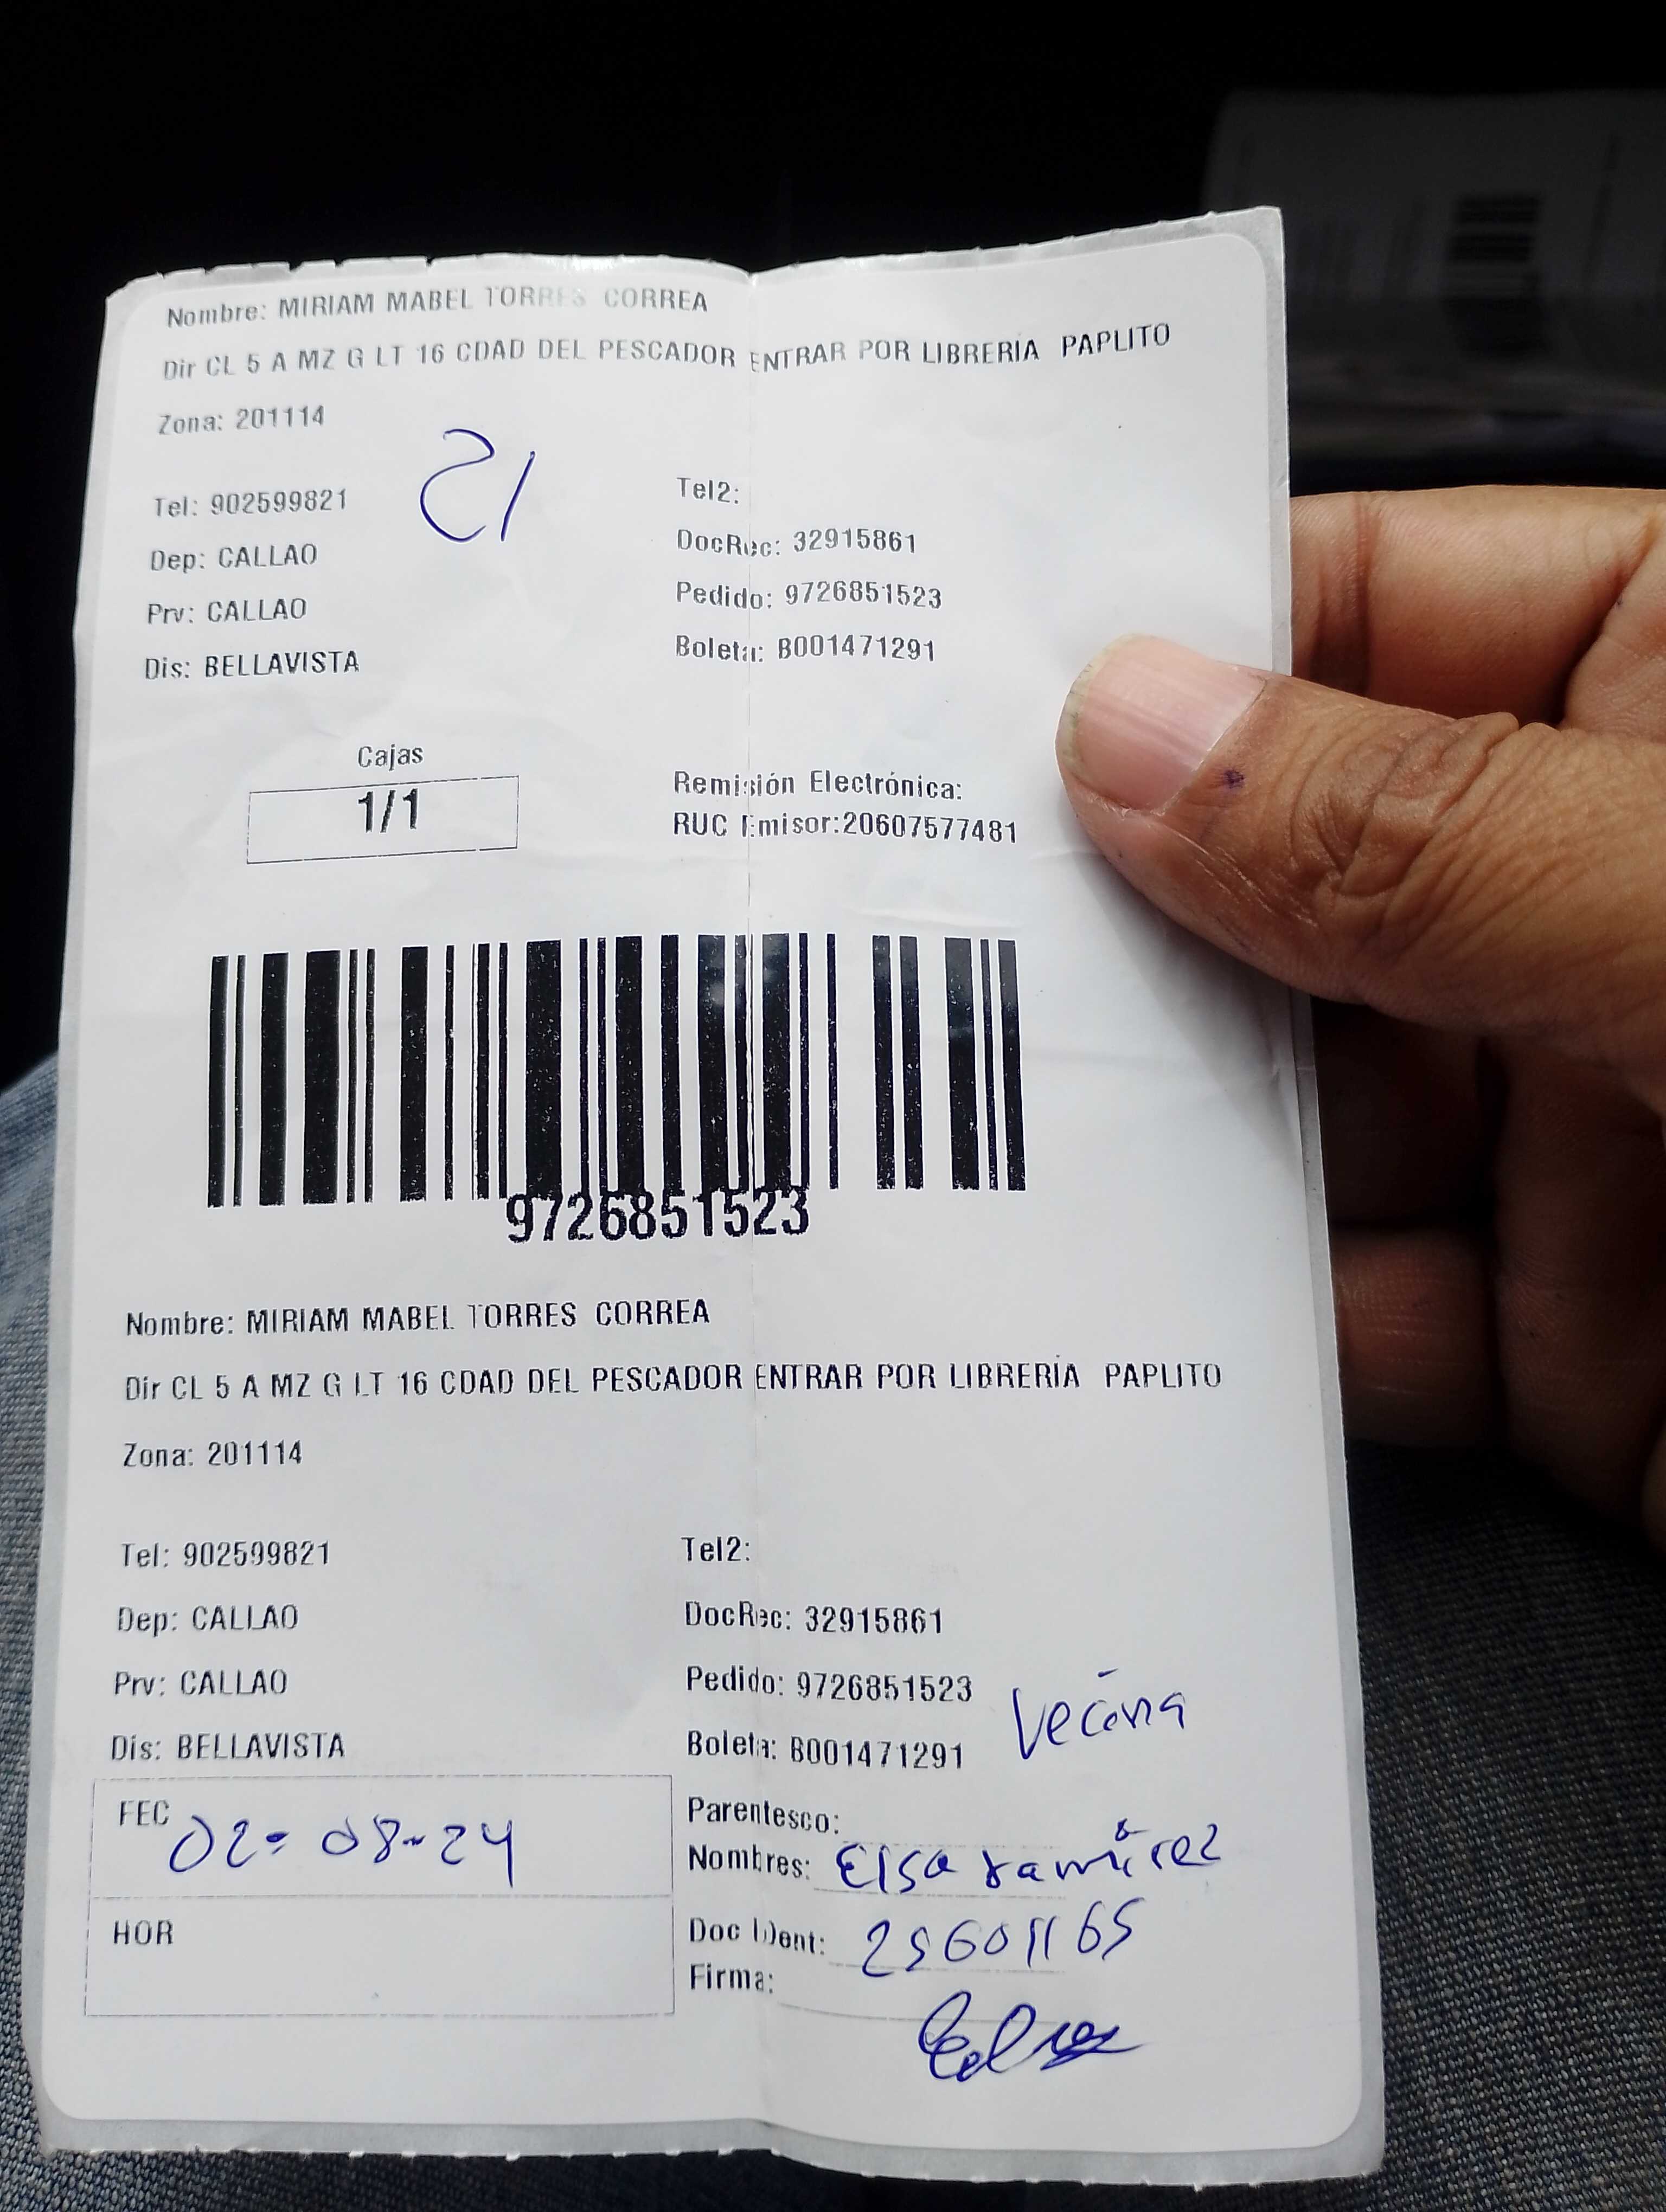 Nombre: MIRIAM MABEL TORRES CORREA
Dir CL 5 A MZ G LT 16 CDAD DEL PESCADOR ENTRAR POR LIBRERÍA PAPLITO
Zona: 201114
21
Tel: 902599821 Tel2:
Dep: CALLAO DocRec: 32915861
Prv: CALLAO Pedido: 9726851523
Dis: BELLAVISTA Boleta: B001471291
Cajas
1/1
Remisión Electrónica:
RUC Emisor:20607577481
9726851523
Nombre: MIRIAM MABEL TORRES CORREA
Dir CL 5 A MZ G LT 16 CDAD DEL PESCADOR ENTRAR POR LIBRERÍA PAPLITO
Zona: 201114
Tel: 902599821 Tel2:
Dep: CALLAO DocRec: 32915861
Prv: CALLAO Pedido: 9726851523
Vecina
Dis: BELLAVISTA Boleta: B001471291
FEC 02-08-24
HOR
Parentesco:
Nombres: Elsa ramirez
Doc Ident:
Firma: